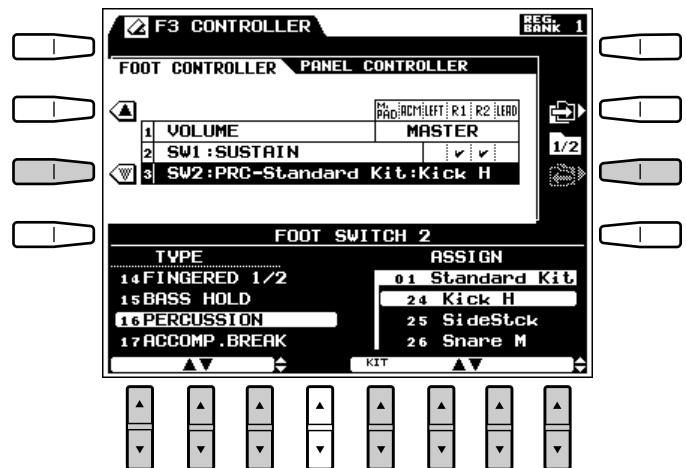 F3 CONTROLLER
REG. BANK 1
FOOT CONTROLLER PANEL CONTROLLER
M. PAD ACM LEFT R1 R2 LEAD
1 VOLUME MASTER
1/2
2 SW1:SUSTAIN
3 SW2:PRC-Standard Kit:Kick H
FOOT SWITCH 2
TYPE ASSIGN
14 FINGERED 1/2 01 Standard Kit
15 BASS HOLD 24 Kick H
16 PERCUSSION 25 SideStck
17 ACCOMP.BREAK 26 Snare M
KIT